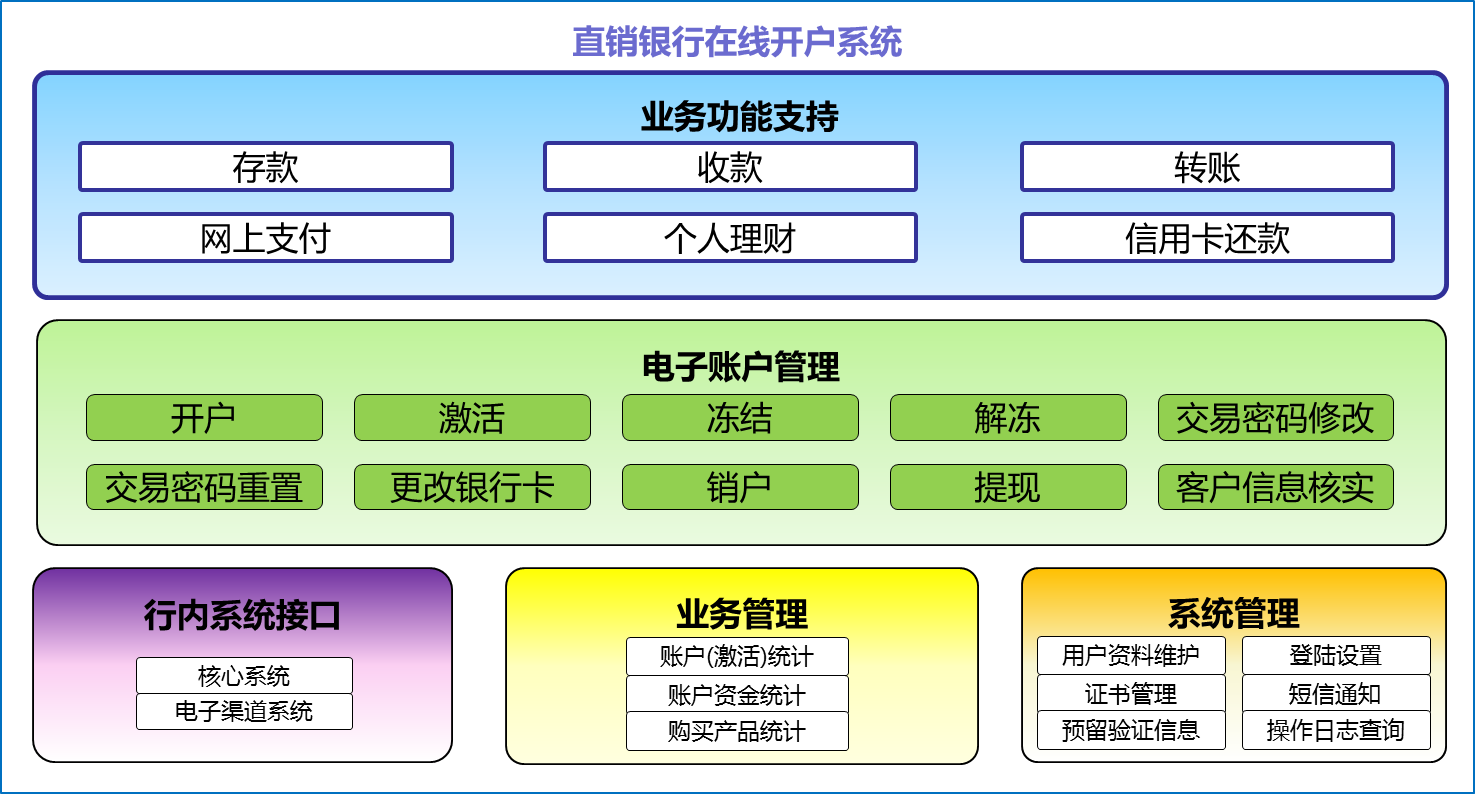 直销银行在线开户系统
业务功能支持
存款
收款
转账
网上支付
个人理财
信用卡还款
电子账户管理
开户
激活
冻结
解冻
交易密码修改
交易密码重置
更改银行卡
销户
提现
客户信息核实
行内系统接口
核心系统
电子渠道系统
业务管理
账户(激活)统计
账户资金统计
购买产品统计
系统管理
用户资料维护
登陆设置
证书管理
短信通知
预留验证信息
操作日志查询